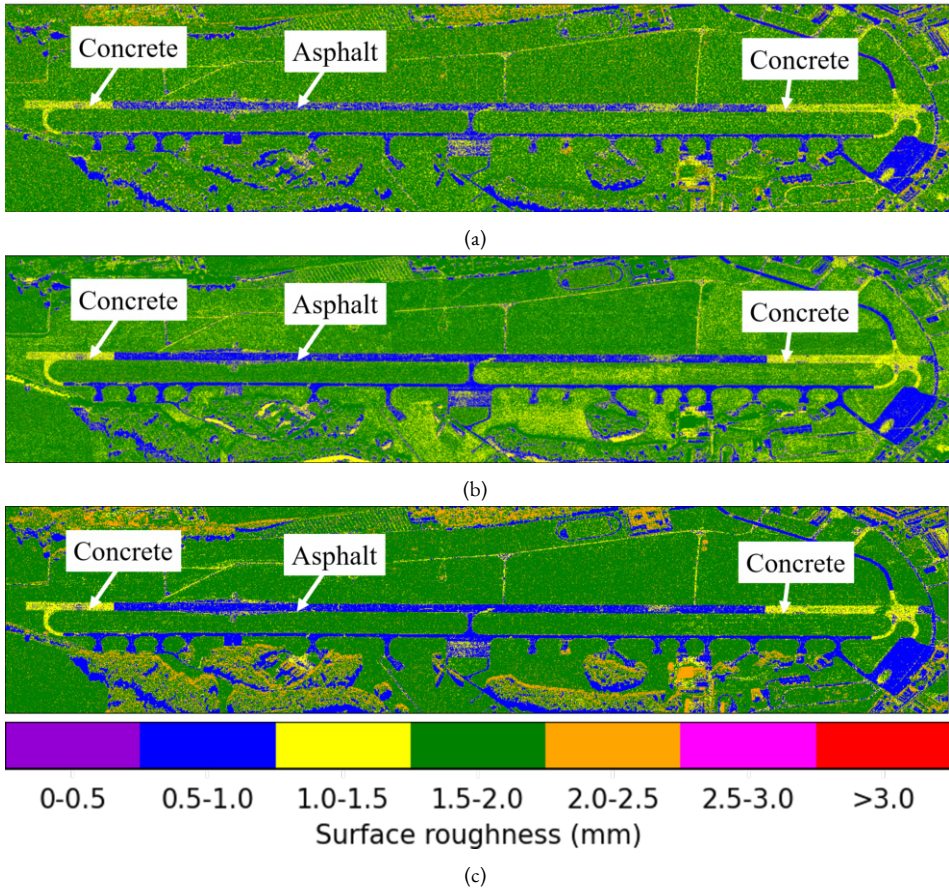 Concrete
Asphalt
Concrete
(a)
Concrete
Asphalt
Concrete
(b)
Concrete
Asphalt
Concrete
0-0.5 0.5-1.0 1.0-1.5 1.5-2.0 2.0-2.5 2.5-3.0 >3.0
Surface roughness (mm)
(c)